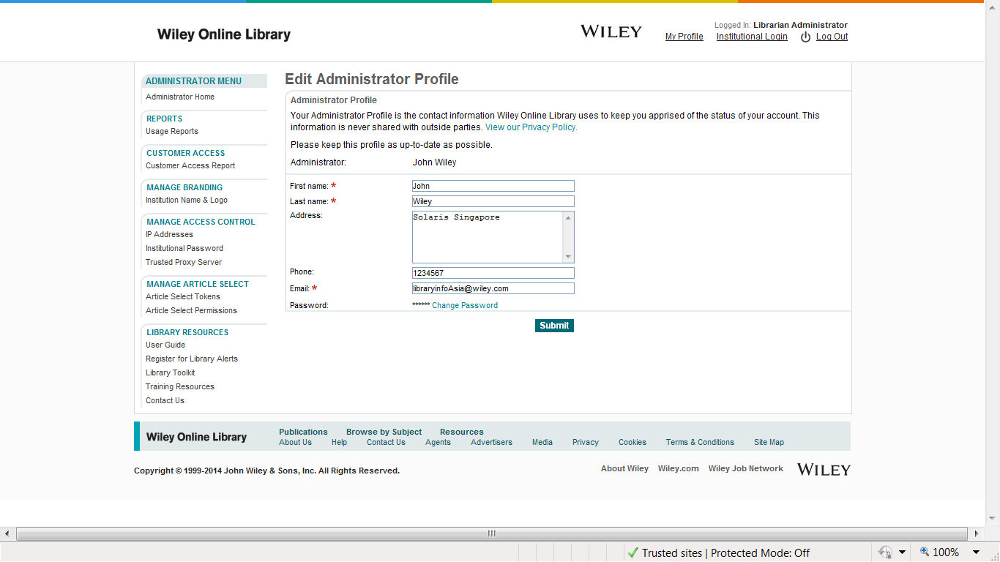 Wiley Online Library
WILEY
Logged In: Librarian Administrator
My Profile Institutional Login Log Out
ADMINISTRATOR MENU
Administrator Home
REPORTS
Usage Reports
CUSTOMER ACCESS
Customer Access Report
MANAGE BRANDING
Institution Name & Logo
MANAGE ACCESS CONTROL
IP Addresses
Institutional Password
Trusted Proxy Server
MANAGE ARTICLE SELECT
Article Select Tokens
Article Select Permissions
LIBRARY RESOURCES
User Guide
Register for Library Alerts
Library Toolkit
Training Resources
Contact Us
Edit Administrator Profile
Administrator Profile
Your Administrator Profile is the contact information Wiley Online Library uses to keep you apprised of the status of your account. This
information is never shared with outside parties. View our Privacy Policy.
Please keep this profile as up-to-date as possible.
Administrator: John Wiley
First name: * John
Last name: * Wiley
Address: Solaris Singapore
Phone: 1234567
Email: * libraryinfoAsia@wiley.com
Password: ****** Change Password
Submit
Wiley Online Library
Publications Browse by Subject Resources
About Us Help Contact Us Agents Advertisers Media Privacy Cookies Terms & Conditions Site Map
Copyright © 1999-2014 John Wiley & Sons, Inc. All Rights Reserved.
About Wiley Wiley.com Wiley Job Network WILEY
Trusted sites | Protected Mode: Off
100%